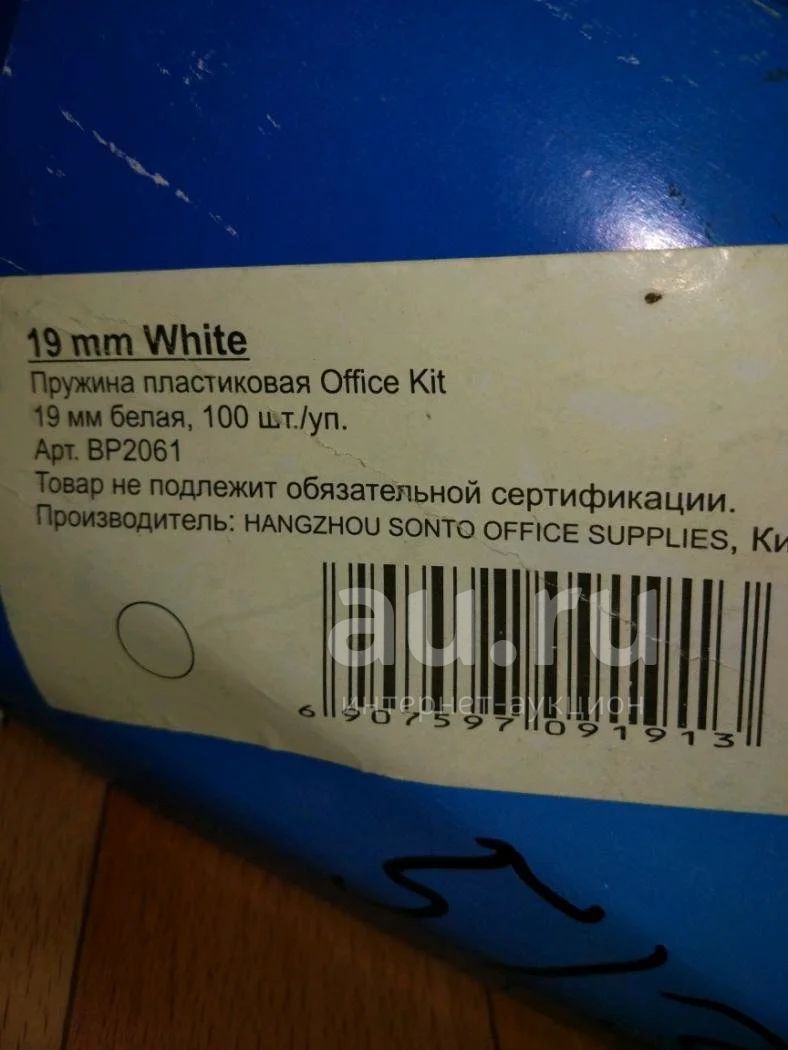 19 mm White
Пружина пластиковая Office Kit
19 мм белая, 100 шт./уп.
Арт. BP2061
Товар не подлежит обязательной сертификации.
Производитель: HANGZHOU SONTO OFFICE SUPPLIES, Ки
au.ru
интернет-аукцион
6 907597 091913